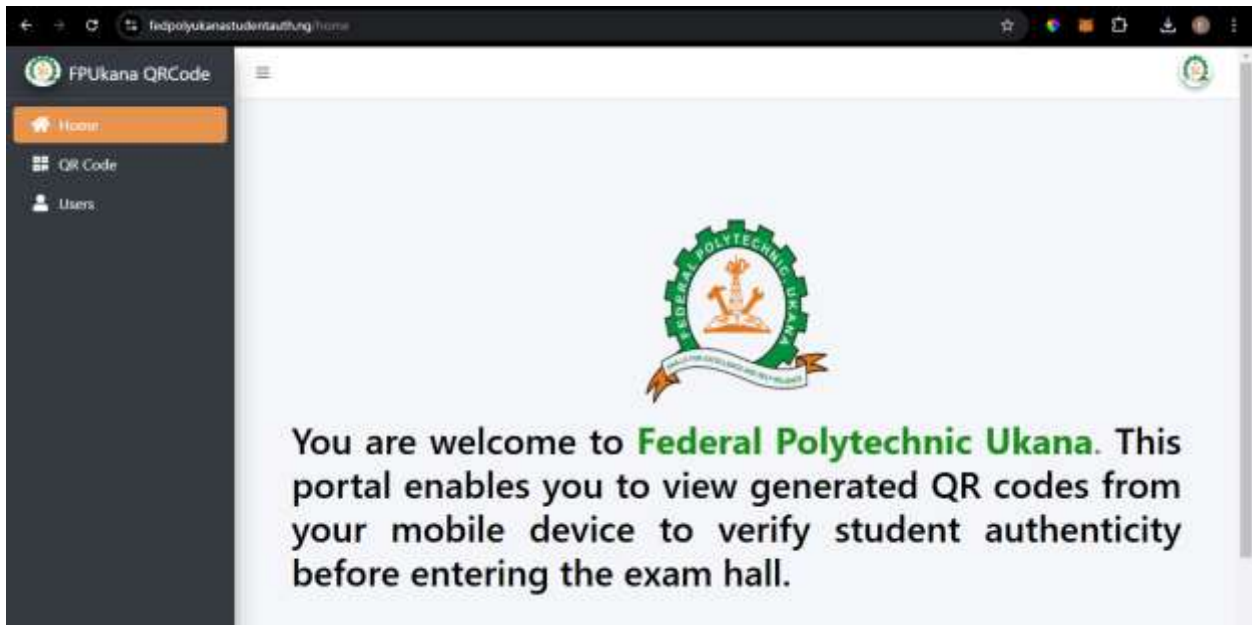 fedpolyukanastudentauth.ng/home
FPUkana QRCode
Home
QR Code
Users
FEDERAL POLYTECHNIC, UKANA
You are welcome to Federal Polytechnic Ukana. This
portal enables you to view generated QR codes from
your mobile device to verify student authenticity
before entering the exam hall.